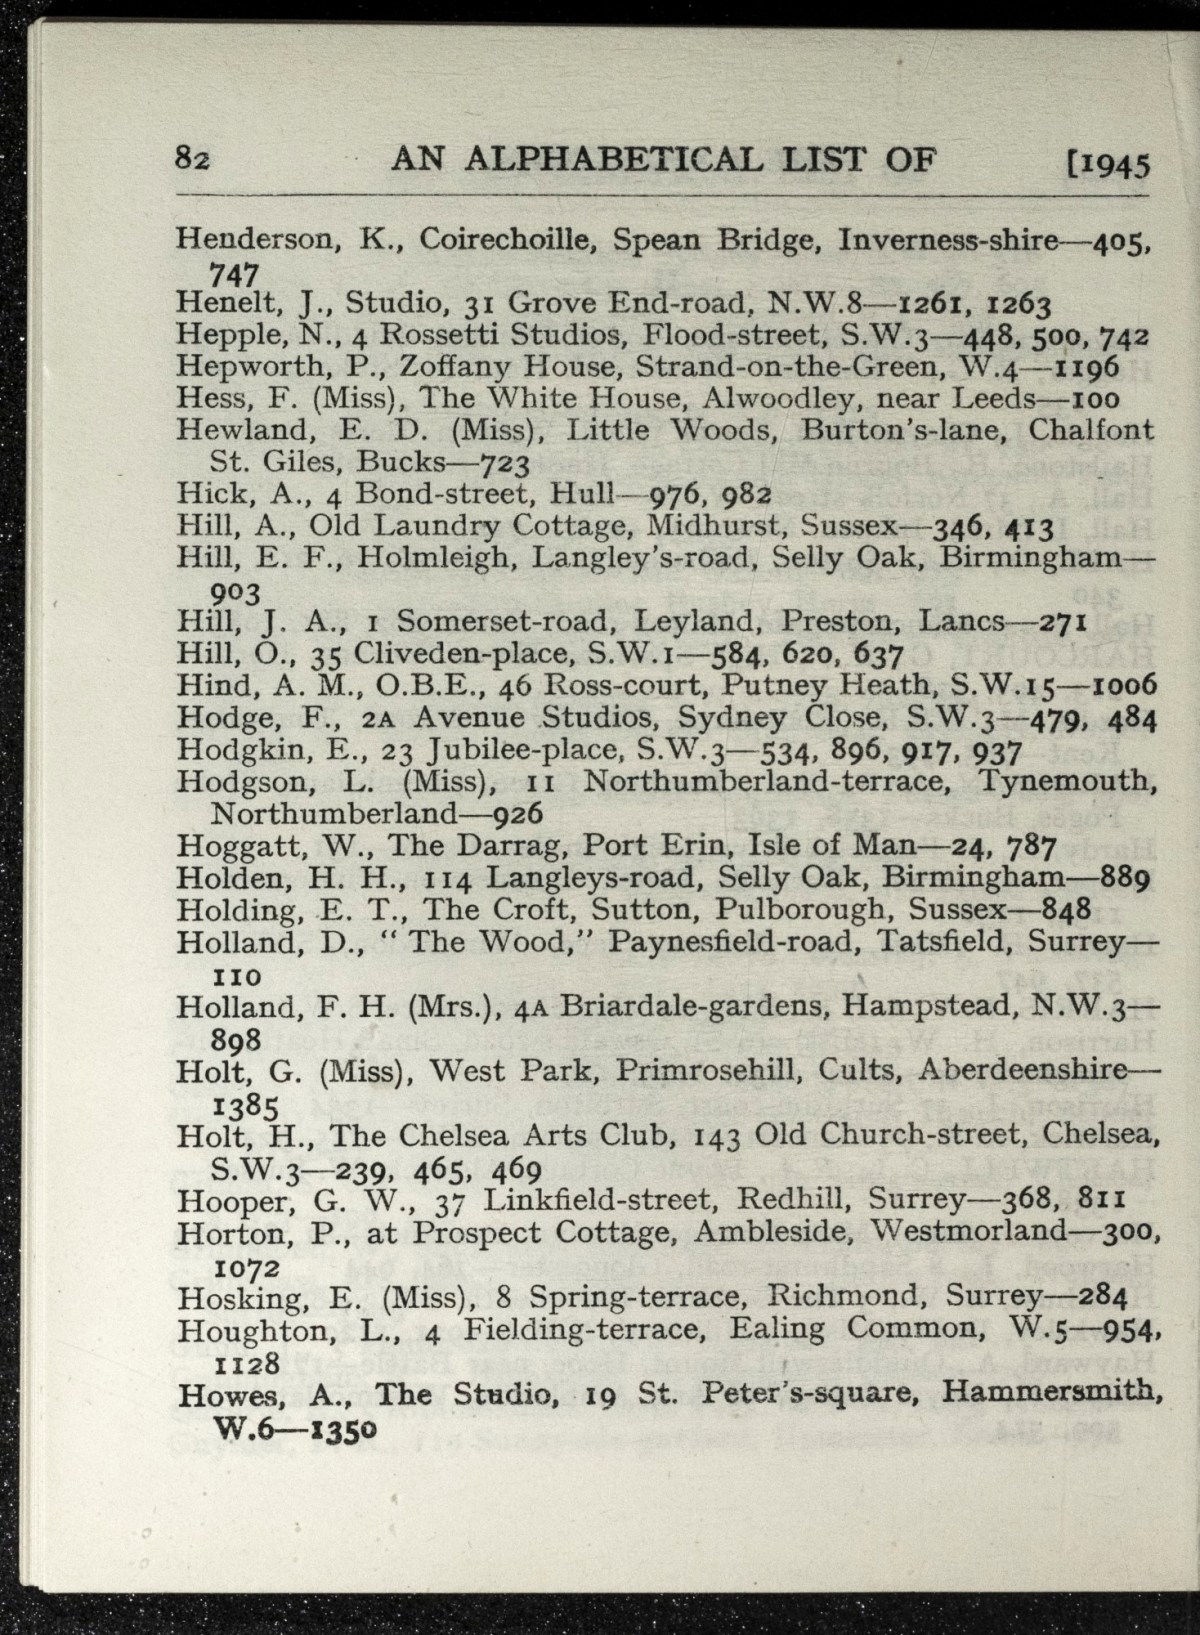 82 AN ALPHABETICAL LIST OF [1945
Henderson, K., Coirechoille, Spean Bridge, Inverness-shire—405,
747
Henelt, J., Studio, 31 Grove End-road, N.W.8—1261, 1263
Hepple, N., 4 Rossetti Studios, Flood-street, S.W.3—448, 500, 742
Hepworth, P., Zoffany House, Strand-on-the-Green, W.4—1196
Hess, F. (Miss), The White House, Alwoodley, near Leeds—100
Hewland, E. D. (Miss), Little Woods, Burton's-lane, Chalfont
St. Giles, Bucks—723
Hick, A., 4 Bond-street, Hull—976, 982
Hill, A., Old Laundry Cottage, Midhurst, Sussex—346, 413
Hill, E. F., Holmleigh, Langley's-road, Selly Oak, Birmingham—
903
Hill, J. A., 1 Somerset-road, Leyland, Preston, Lancs—271
Hill, O., 35 Cliveden-place, S.W.1—584, 620, 637
Hind, A. M., O.B.E., 46 Ross-court, Putney Heath, S.W.15—1006
Hodge, F., 2A Avenue Studios, Sydney Close, S.W.3—479, 484
Hodgkin, E., 23 Jubilee-place, S.W.3—534, 896, 917, 937
Hodgson, L. (Miss), 11 Northumberland-terrace, Tynemouth,
Northumberland—926
Hoggatt, W., The Darrag, Port Erin, Isle of Man—24, 787
Holden, H. H., 114 Langleys-road, Selly Oak, Birmingham—889
Holding, E. T., The Croft, Sutton, Pulborough, Sussex—848
Holland, D., “ The Wood,” Paynesfield-road, Tatsfield, Surrey—
110
Holland, F. H. (Mrs.), 4A Briardale-gardens, Hampstead, N.W.3—
898
Holt, G. (Miss), West Park, Primrosehill, Cults, Aberdeenshire—
1385
Holt, H., The Chelsea Arts Club, 143 Old Church-street, Chelsea,
S.W.3—239, 465, 469
Hooper, G. W., 37 Linkfield-street, Redhill, Surrey—368, 811
Horton, P., at Prospect Cottage, Ambleside, Westmorland—300,
1072
Hosking, E. (Miss), 8 Spring-terrace, Richmond, Surrey—284
Houghton, L., 4 Fielding-terrace, Ealing Common, W.5—954,
1128
Howes, A., The Studio, 19 St. Peter's-square, Hammersmith,
W.6—1350